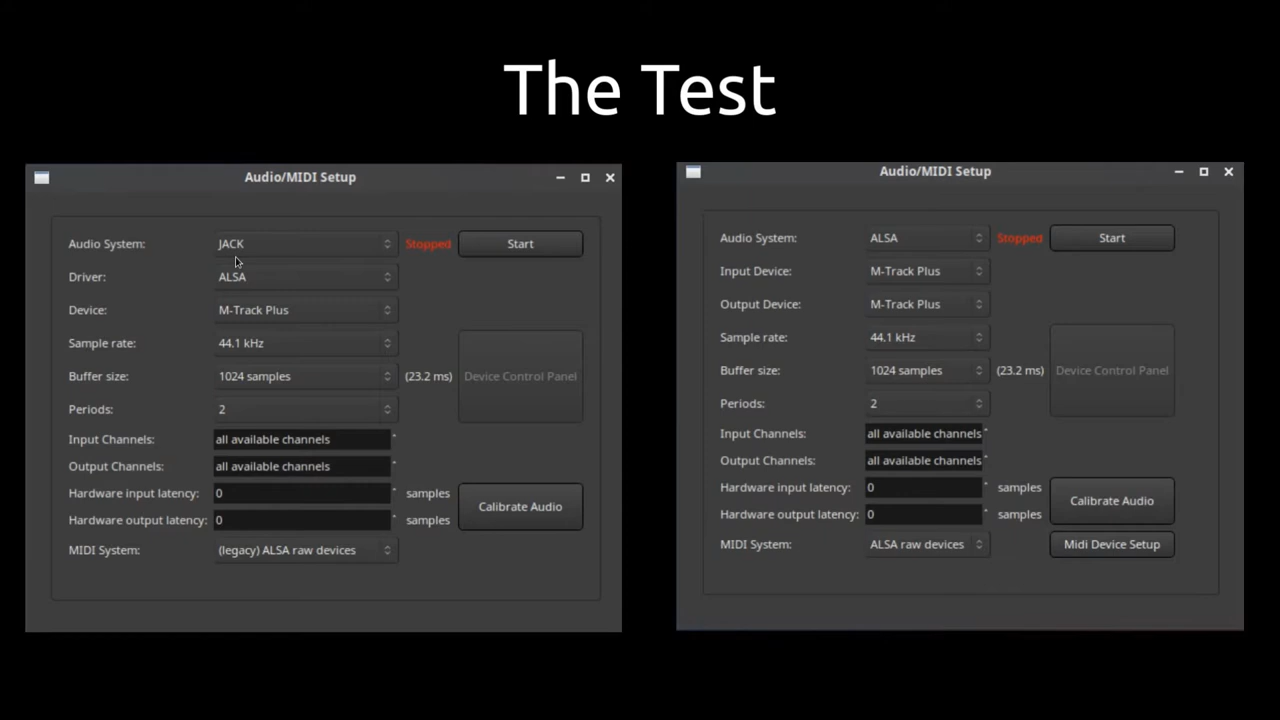 The Test
Audio/MIDI Setup
Audio System: JACK Stopped Start
Driver: ALSA
Device: M-Track Plus
Sample rate: 44.1 kHz
Buffer size: 1024 samples (23.2 ms) Device Control Panel
Periods: 2
Input Channels: all available channels
Output Channels: all available channels
Hardware input latency: 0 samples
Calibrate Audio
Hardware output latency: 0 samples
MIDI System: (legacy) ALSA raw devices
Audio/MIDI Setup
Audio System: ALSA Stopped Start
Input Device: M-Track Plus
Output Device: M-Track Plus
Sample rate: 44.1 kHz
Buffer size: 1024 samples (23.2 ms) Device Control Panel
Periods: 2
Input Channels: all available channels
Output Channels: all available channels
Hardware input latency: 0 samples
Calibrate Audio
Hardware output latency: 0 samples
MIDI System: ALSA raw devices Midi Device Setup